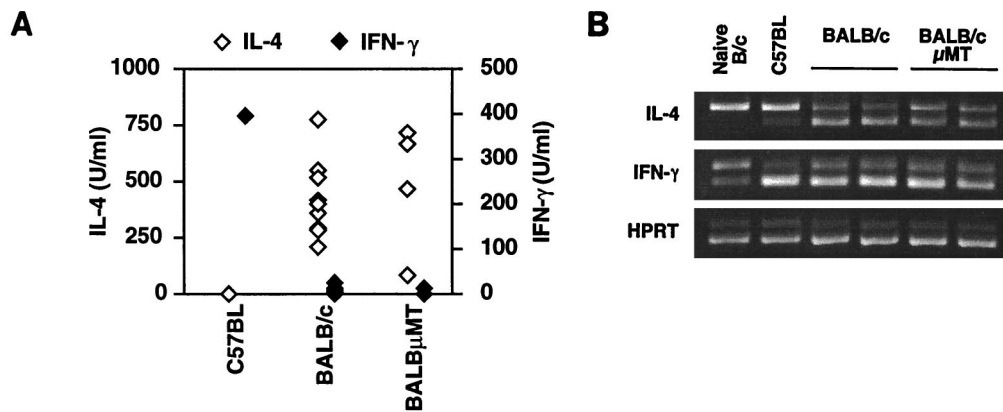 A
IL-4
IFN-γ
1000
750
500
250
0
IL-4 (U/ml)
500
400
300
200
100
0
IFN-γ (U/ml)
C57BL
BALB/c
BALBμMT
B
Naive B/c
C57BL
BALB/c
BALB/c
μMT
IL-4
IFN-γ
HPRT